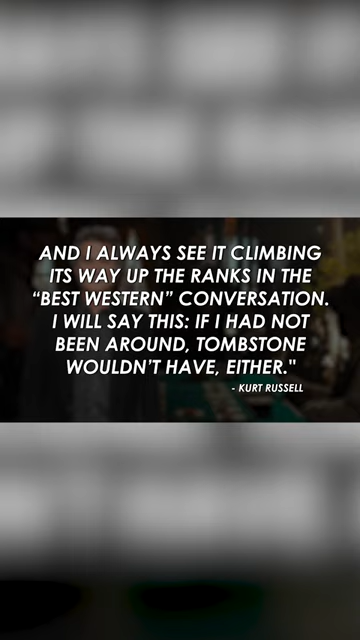 AND I ALWAYS SEE IT CLIMBING
ITS WAY UP THE RANKS IN THE
“BEST WESTERN” CONVERSATION.
I WILL SAY THIS: IF I HAD NOT
BEEN AROUND, TOMBSTONE
WOULDN’T HAVE, EITHER."
- KURT RUSSELL